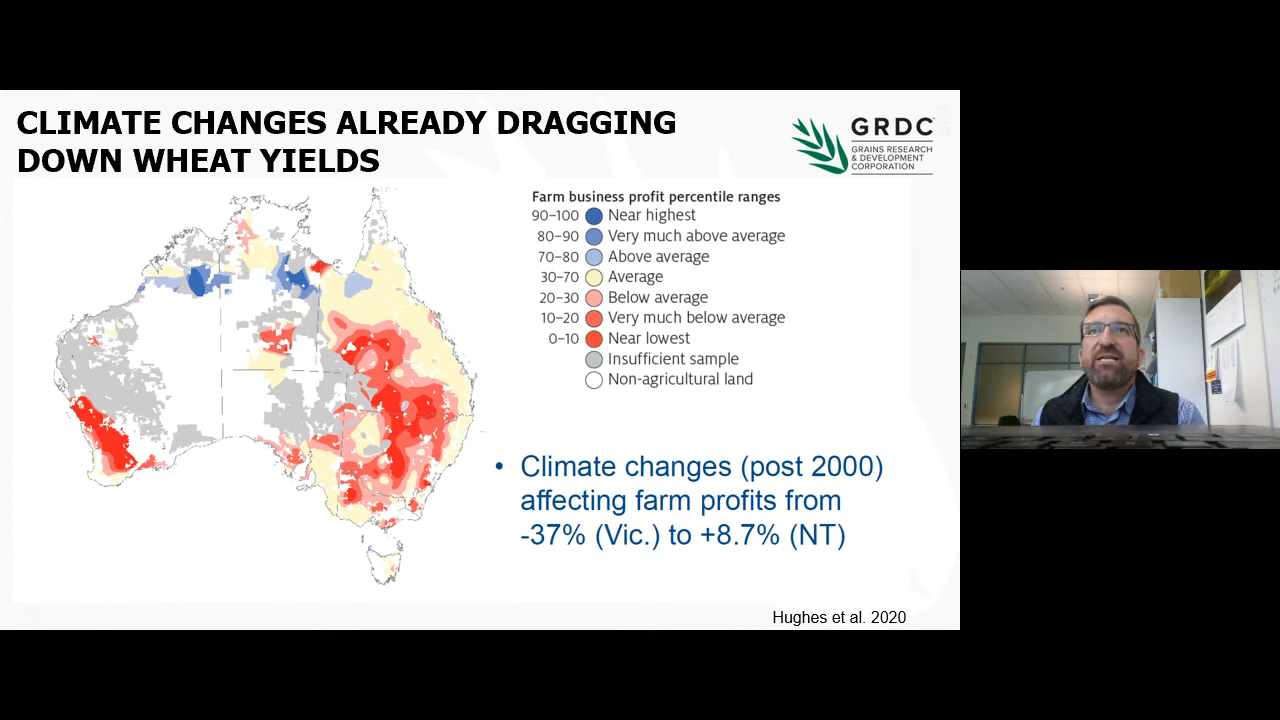 CLIMATE CHANGES ALREADY DRAGGING
DOWN WHEAT YIELDS
GRDC
GRAINS RESEARCH
& DEVELOPMENT
CORPORATION
Farm business profit percentile ranges
90–100 Near highest
80–90 Very much above average
70–80 Above average
30–70 Average
20–30 Below average
10–20 Very much below average
0–10 Near lowest
Insufficient sample
Non-agricultural land
• Climate changes (post 2000)
affecting farm profits from
-37% (Vic.) to +8.7% (NT)
Hughes et al. 2020